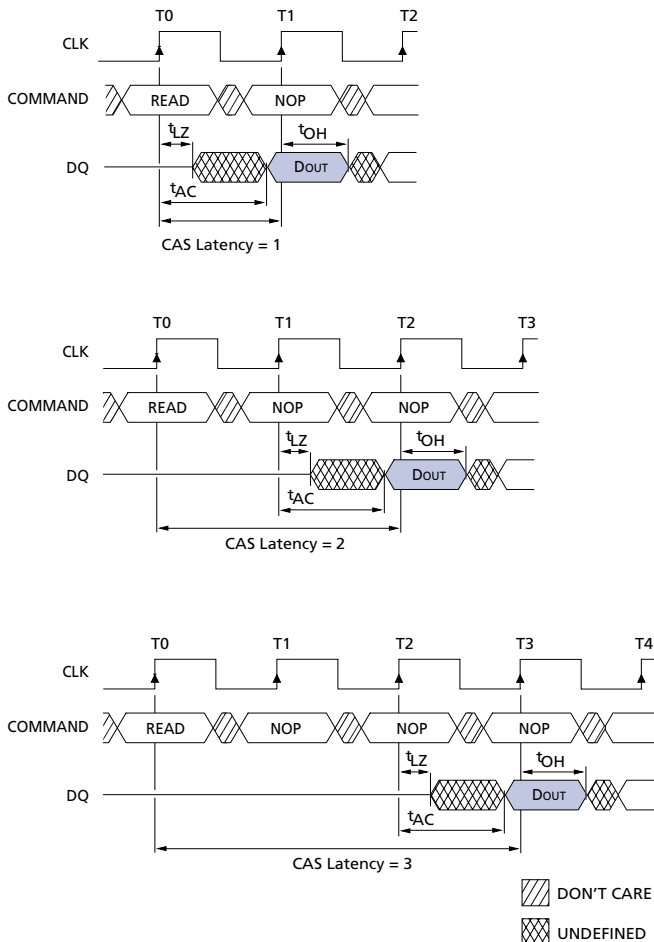 T0 T1 T2
CLK
COMMAND READ NOP
tLZ tOH
DQ DOUT
tAC
CAS Latency = 1
T0 T1 T2 T3
CLK
COMMAND READ NOP NOP
tLZ tOH
DQ DOUT
tAC
CAS Latency = 2
T0 T1 T2 T3 T4
CLK
COMMAND READ NOP NOP NOP
tLZ tOH
DQ DOUT
tAC
CAS Latency = 3
DON'T CARE
UNDEFINED